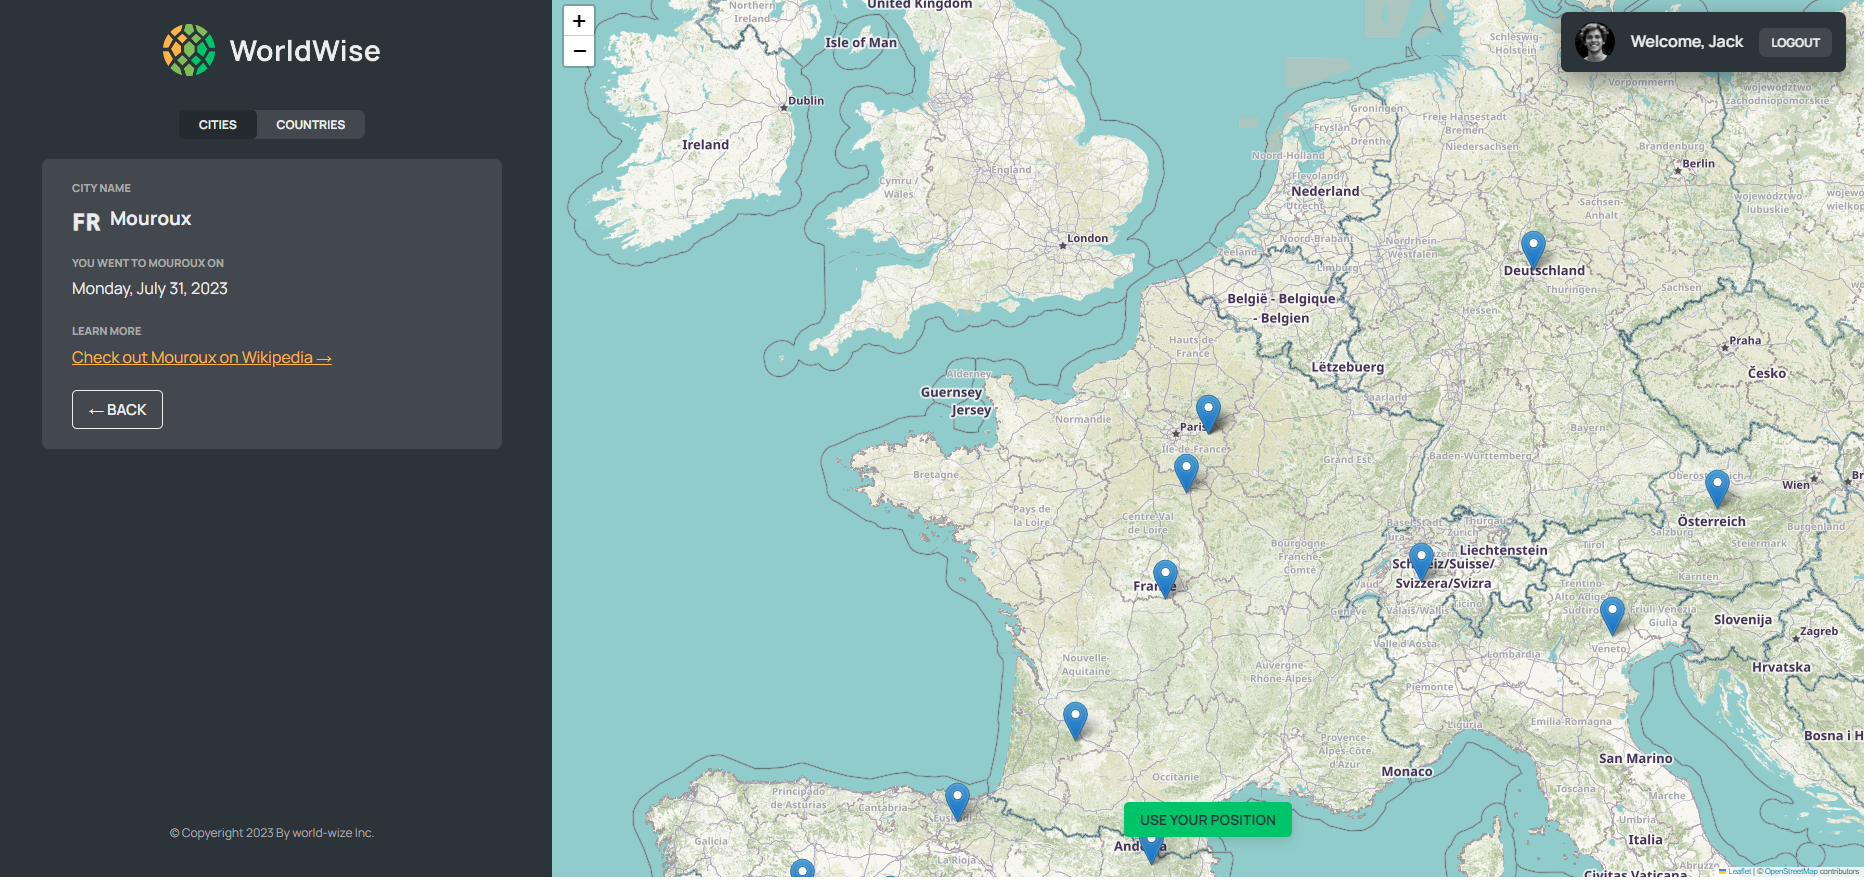 WorldWise
CITIES
COUNTRIES
CITY NAME
FR Mouroux
YOU WENT TO MOUROUX ON
Monday, July 31, 2023
LEARN MORE
Check out Mouroux on Wikipedia →
← BACK
© Copyright 2023 By world-wize Inc.
+
−
Welcome, Jack
LOGOUT
United Kingdom
Northern
Ireland
Isle of Man
Dublin
Ireland
Cymru /
Wales
England
London
Schleswig-
Holstein
Vorpommern
województwo
zachodniopomorskie
Groningen
Fryslân
Drenthe
Freie Hansestadt
Bremen
Niedersachsen
Brandenburg
Berlin
Noord-Holland
Flevoland
Nederland
Utrecht
Sachsen-
Anhalt
województwo
lubuskie
Noord-Brabant
Zeeland
Limburg
Nordrhein-
Westfalen
Deutschland
Thüringen
Sachsen
Hessen
België - Belgique
- Belgien
Hauts-de-
France
Lëtzebuerg
Praha
Česko
Alderney
Guernsey
Jersey
Saarland
Normandie
Paris
Île-de-France
Grand Est
Bayern
Baden-Württemberg
Bretagne
Pays de
la Loire
Centre-Val
de Loire
Bourgogne-
Franche-
Comté
Basel-Stadt
Thurgau
Jura
Zürich
Liechtenstein
Wien
Österreich
Salzburg
Burgenland
Steiermark
Tirol
Kärnten
Svizzera/Svizra
Vaud
Genève
Valais/Wallis
Ticino
Trentino-
Alto Adige
Südtirol
Friuli Venezia
Giulia
Slovenija
Zagreb
Hrvatska
Valle d'Aosta
Lombardia
Veneto
Nouvelle-
Aquitaine
Auvergne-
Rhône-Alpes
Piemonte
Emilia-Romagna
Liguria
Provence-
Alpes-Côte
d'Azur
Monaco
San Marino
Bosna i H
Toscana
Marche
Umbria
Italia
Abruzzo
Occitanie
Principado
de Asturias
Cantabria
Galicia
La Rioja
USE YOUR POSITION
Leaflet | © OpenStreetMap contributors